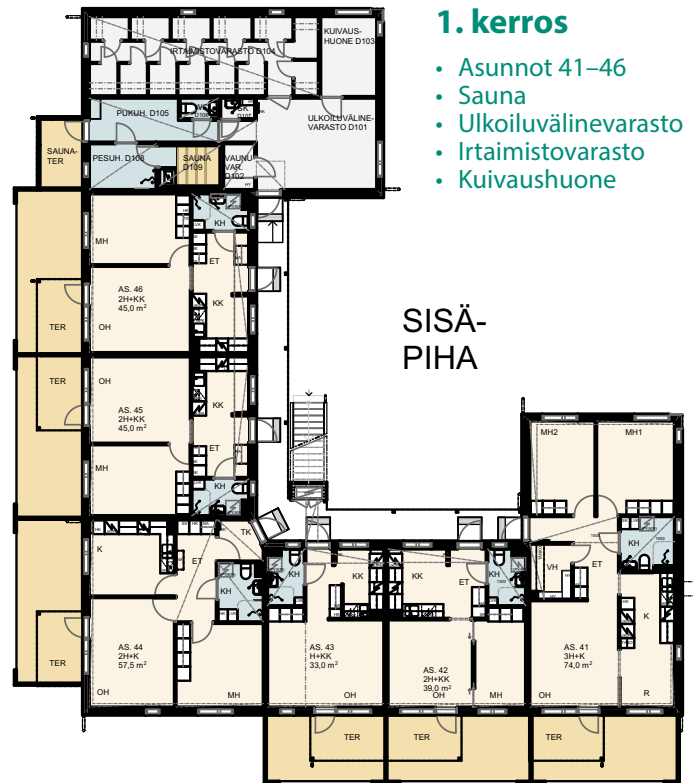 1. kerros
• Asunnot 41–46
• Sauna
• Ulkoiluvälinevarasto
• Irtaimistovarasto
• Kuivaushuone
KUIVAUS-
HUONE D103
IRTAIMISTOVARASTO D104
PUKUH. D105
WC
D106
SK
D107
ULKOILUVÄLINE-
VARASTO D101
SAUNA-
TER
PESUH. D108
SAUNA
D109
VAUNU
VAR.
D102
HY
KH
MH
ET
AS. 46
2H+KK
45,0 m²
KK
TER
OH
SISÄ-
PIHA
TER
OH
KK
AS. 45
2H+KK
45,0 m²
ET
MH
KH
MH2
MH1
TK
K
ET
KH
KH
KK
KK
ET
KH
VH
ET
KH
K
AS. 44
2H+K
57,5 m²
AS. 43
H+KK
33,0 m²
AS. 42
2H+KK
39,0 m²
AS. 41
3H+K
74,0 m²
TER
OH
MH
OH
OH
MH
OH
R
TER
TER
TER